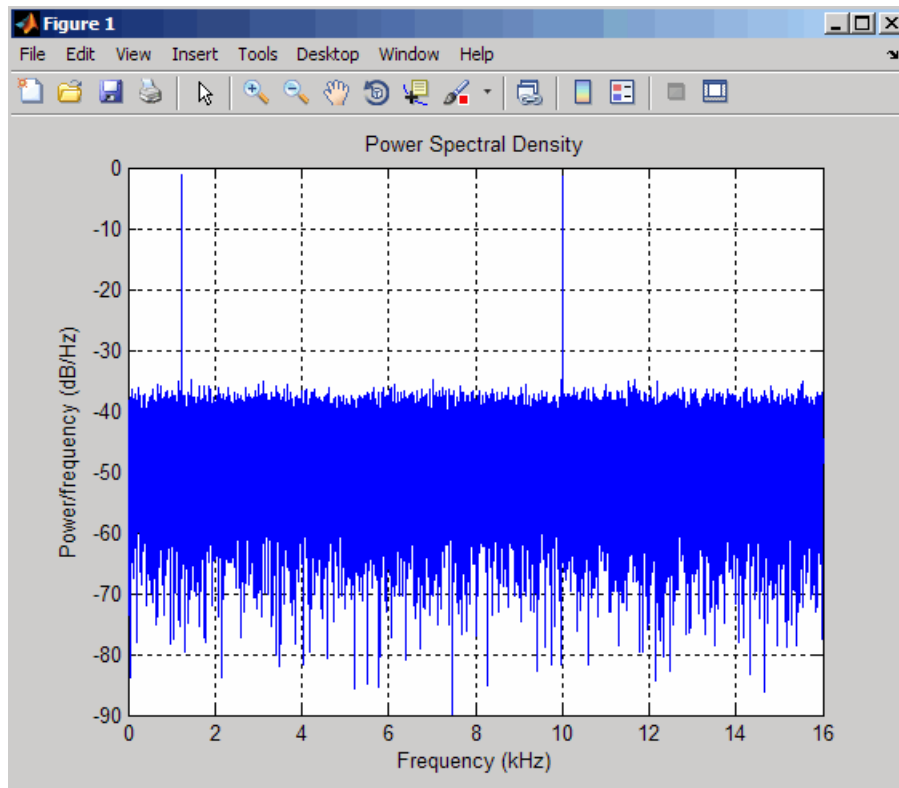 Figure 1
File Edit View Insert Tools Desktop Window Help
Power Spectral Density
Power/frequency (dB/Hz)
0
-10
-20
-30
-40
-50
-60
-70
-80
-90
0 2 4 6 8 10 12 14 16
Frequency (kHz)